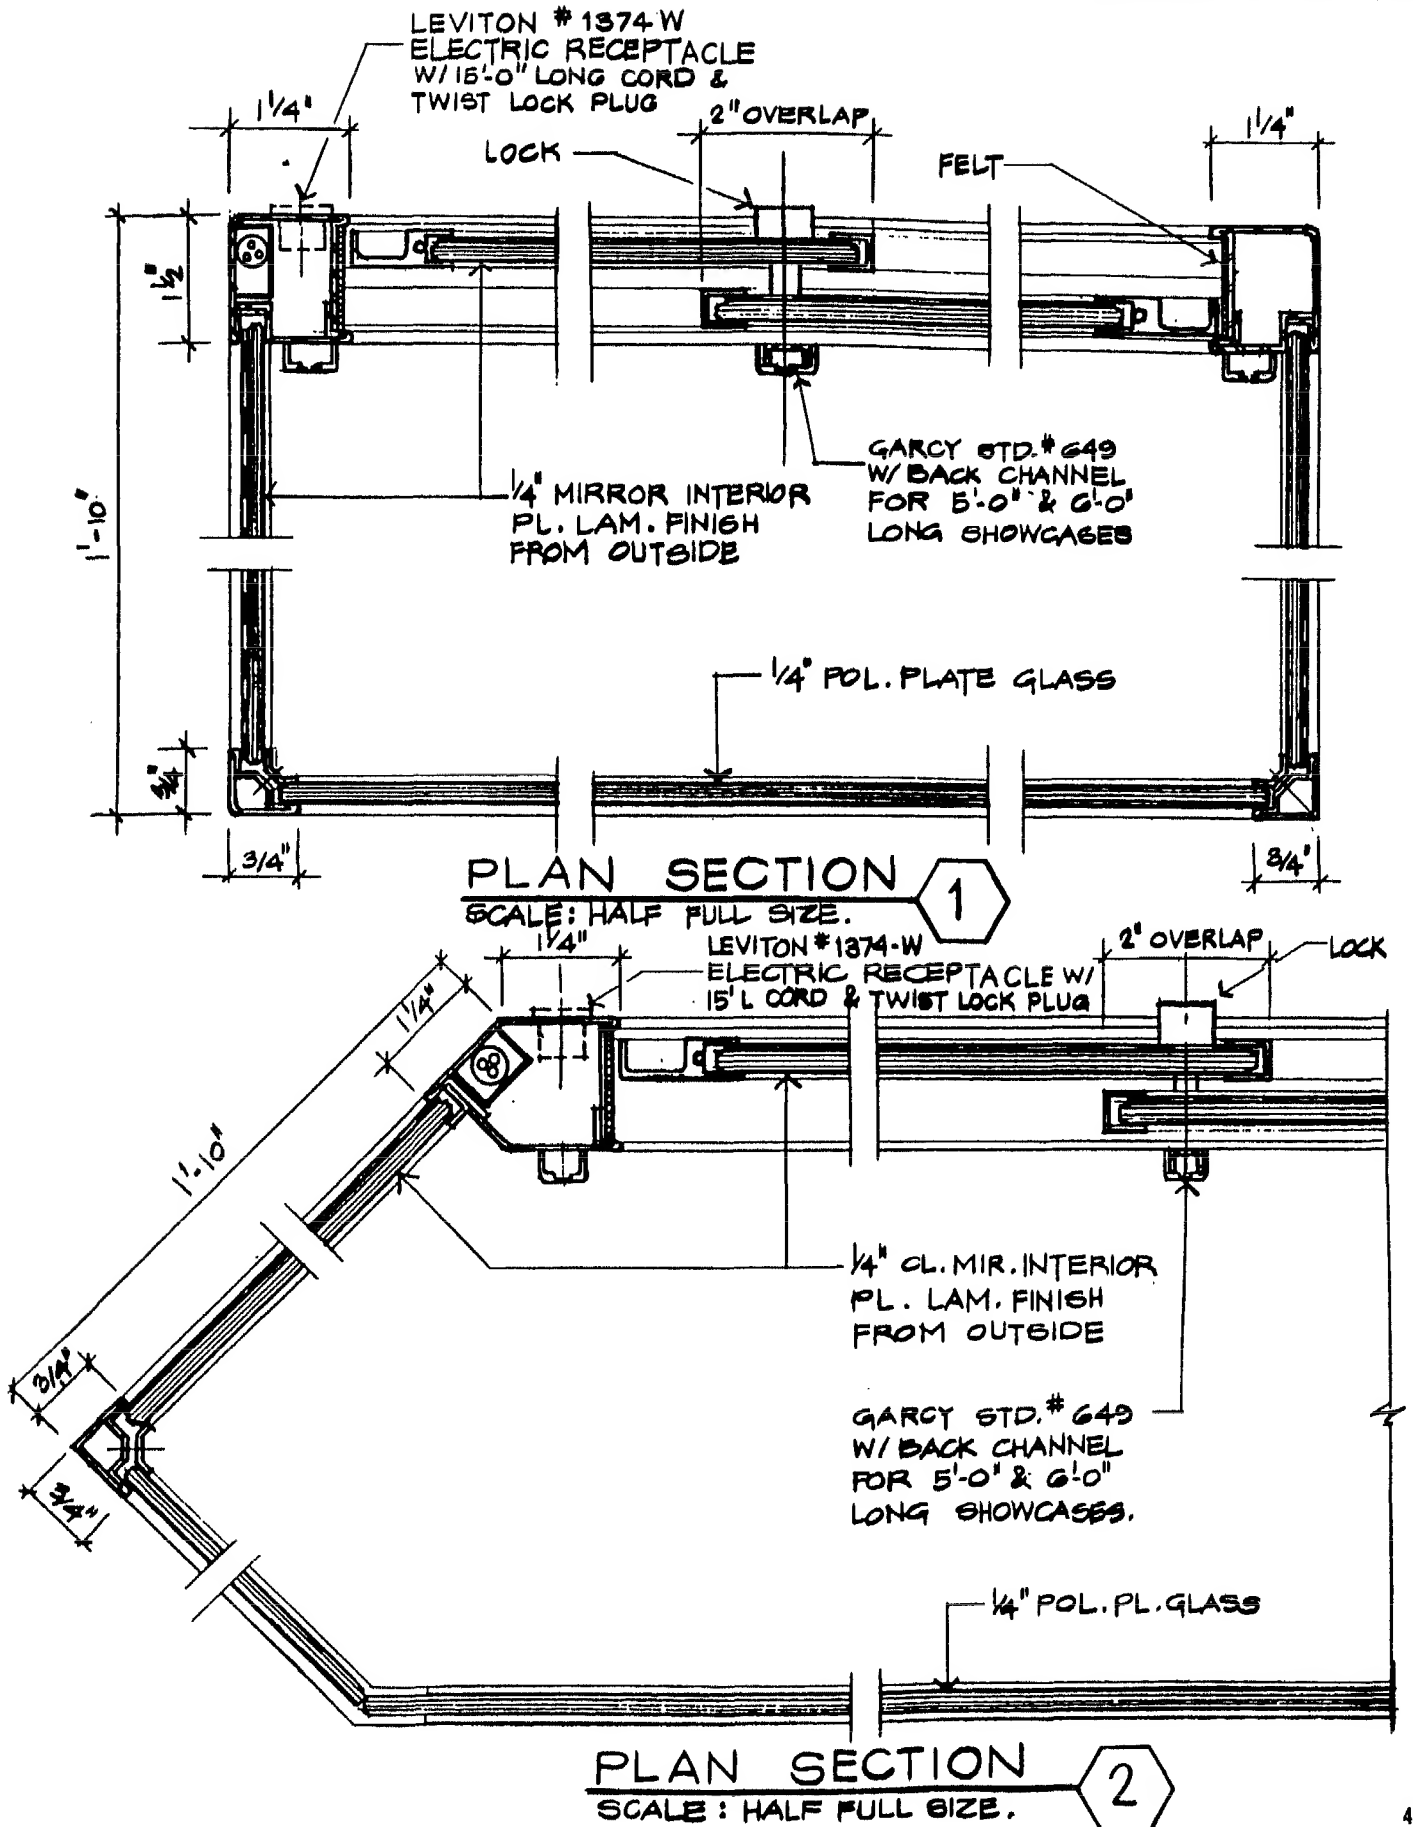 LEVITON #1374-W
ELECTRIC RECEPTACLE
W/15'-0" LONG CORD &
TWIST LOCK PLUG
1 1/4"
2" OVERLAP
1 1/4"
LOCK
FELT
1 1/2"
1'-10"
1/4" MIRROR INTERIOR
PL. LAM. FINISH
FROM OUTSIDE
GARCY STD. #649
W/ BACK CHANNEL
FOR 5'-0" & 6'-0"
LONG SHOWCASES
1/4" POL. PLATE GLASS
3/4"
3/4"
3/4"
PLAN SECTION 1
SCALE: HALF FULL SIZE.
1 1/4"
LEVITON #1374-W
ELECTRIC RECEPTACLE W/
15' L CORD & TWIST LOCK PLUG
2" OVERLAP
LOCK
1 1/4"
1'-10"
1/4" CL. MIR. INTERIOR
PL. LAM. FINISH
FROM OUTSIDE
3/4"
3/4"
GARCY STD. #649
W/ BACK CHANNEL
FOR 5'-0" & 6'-0"
LONG SHOWCASES.
1/4" POL. PL. GLASS
PLAN SECTION 2
SCALE: HALF FULL SIZE.
4